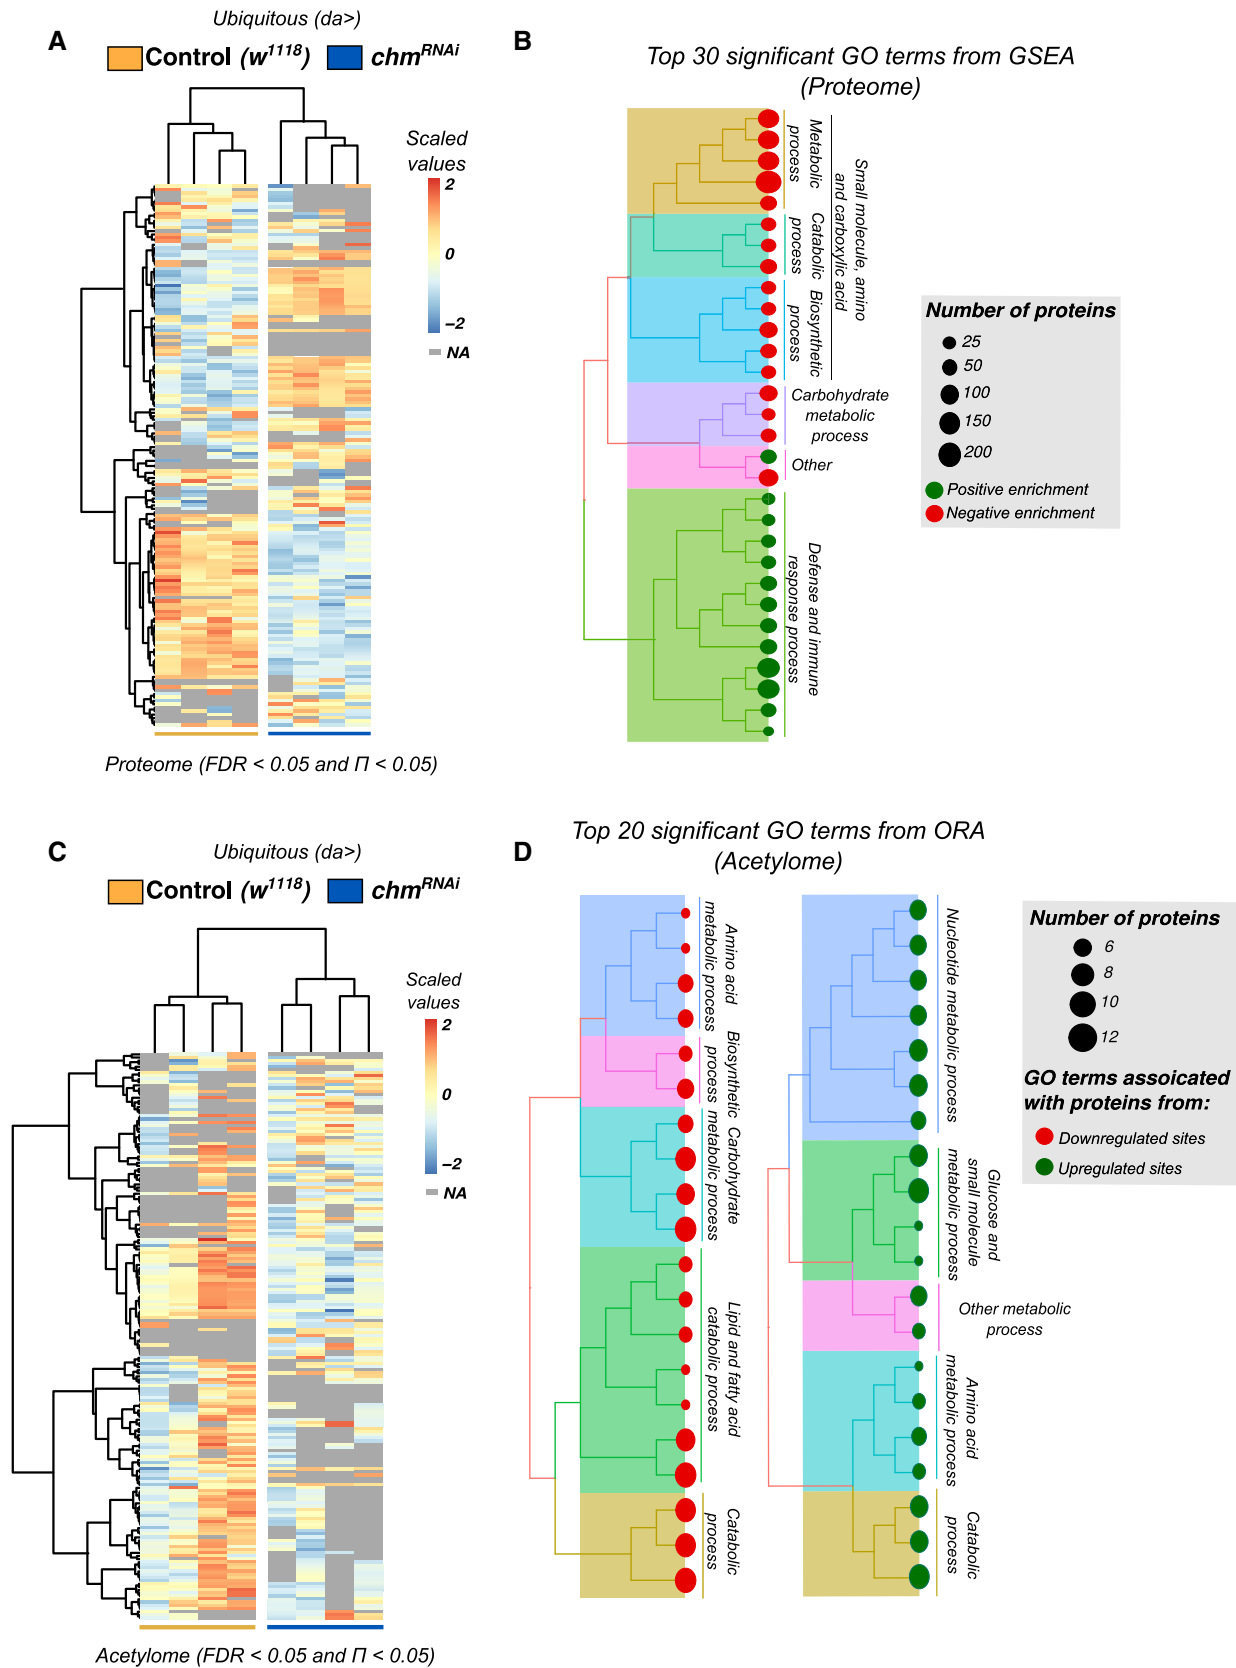 A
Ubiquitous (da>)
Control (w1118)
chmRNAi
Scaled
values
2
0
−2
NA
Proteome (FDR < 0.05 and Π < 0.05)
B
Top 30 significant GO terms from GSEA
(Proteome)
Metabolic
process
Catabolic
process
Biosynthetic
process
Small molecule, amino
and carboxylic acid
Carbohydrate
metabolic
process
Other
Defense and immune
response process
Number of proteins
25
50
100
150
200
Positive enrichment
Negative enrichment
C
Ubiquitous (da>)
Control (w1118)
chmRNAi
Scaled
values
2
0
−2
NA
Acetylome (FDR < 0.05 and Π < 0.05)
D
Top 20 significant GO terms from ORA
(Acetylome)
Amino acid
metabolic process
Biosynthetic
process
Carbohydrate
metabolic process
Lipid and fatty acid
catabolic process
Catabolic
process
Nucleotide metabolic process
Glucose and
small molecule
metabolic process
Other metabolic
process
Amino acid
metabolic process
Catabolic
process
Number of proteins
6
8
10
12
GO terms assoicated
with proteins from:
Downregulated sites
Upregulated sites